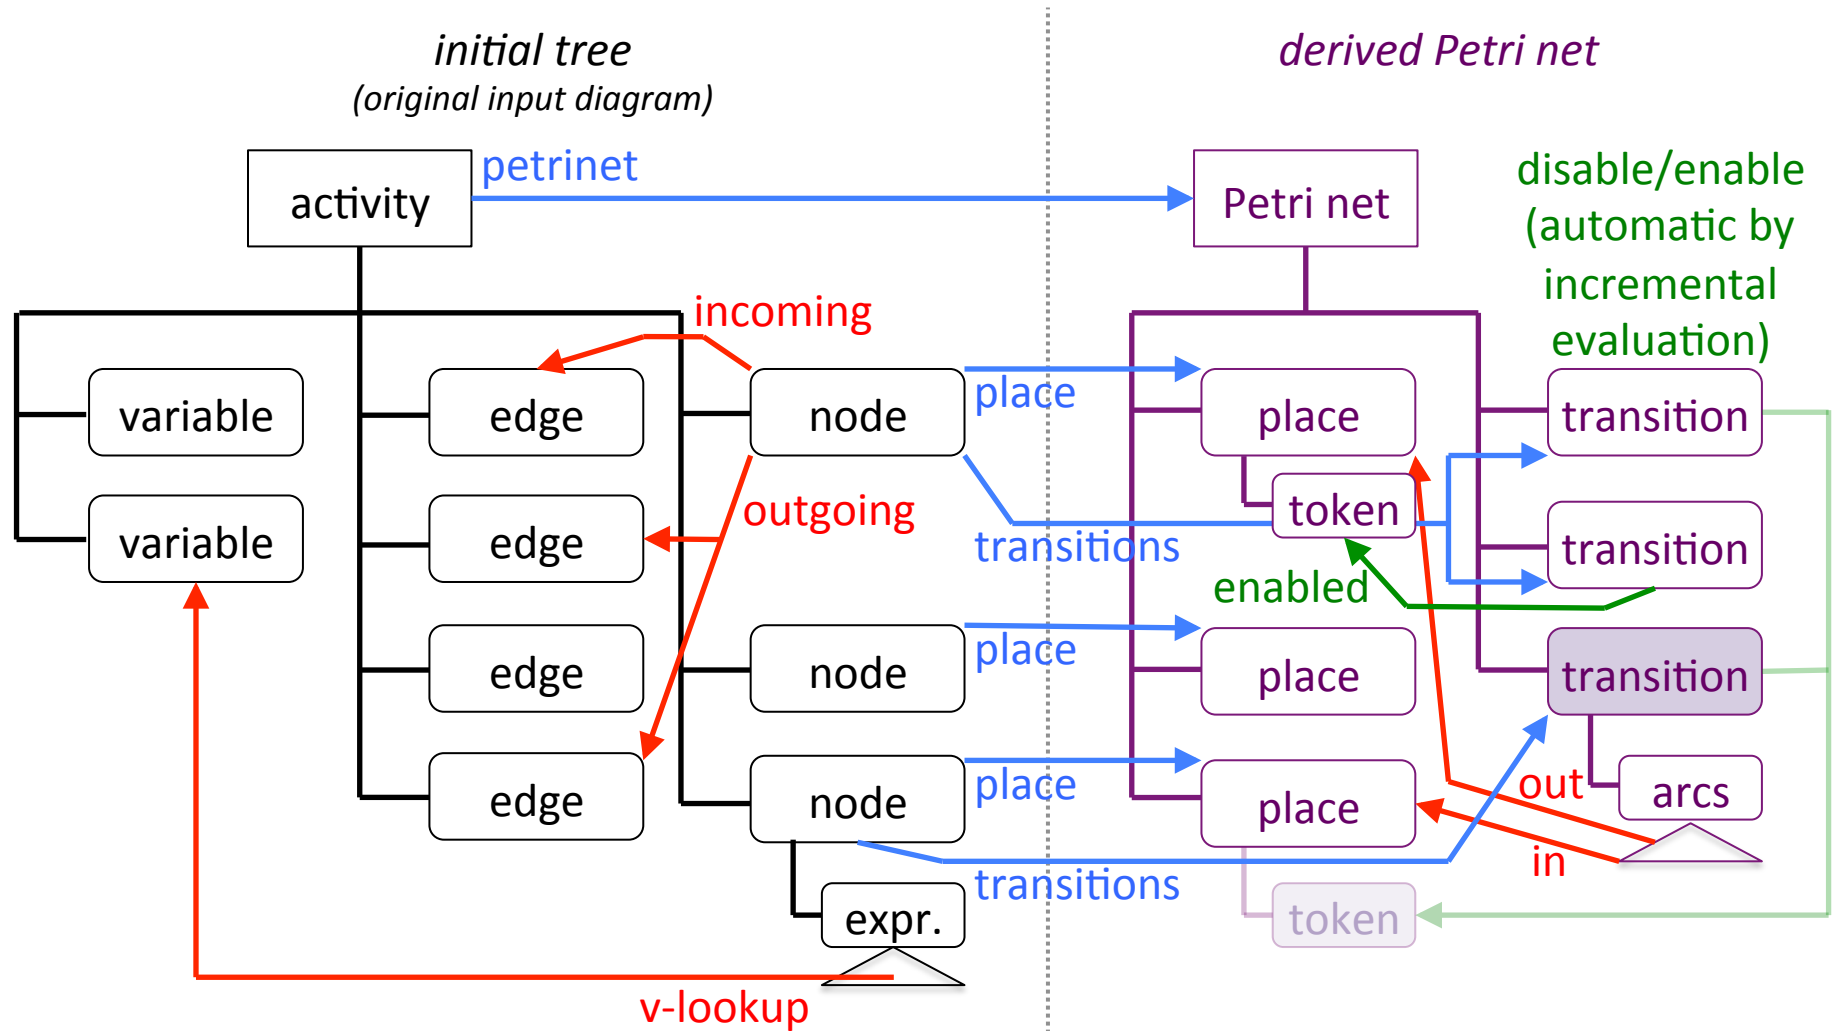 initial tree
(original input diagram)
derived Petri net
petrinet
activity
Petri net
disable/enable
(automatic by
incremental
evaluation)
incoming
variable
edge
node
place
place
transition
variable
edge
outgoing
transitions
token
transition
enabled
edge
node
place
place
transition
edge
node
place
place
out
arcs
in
transitions
expr.
token
v-lookup